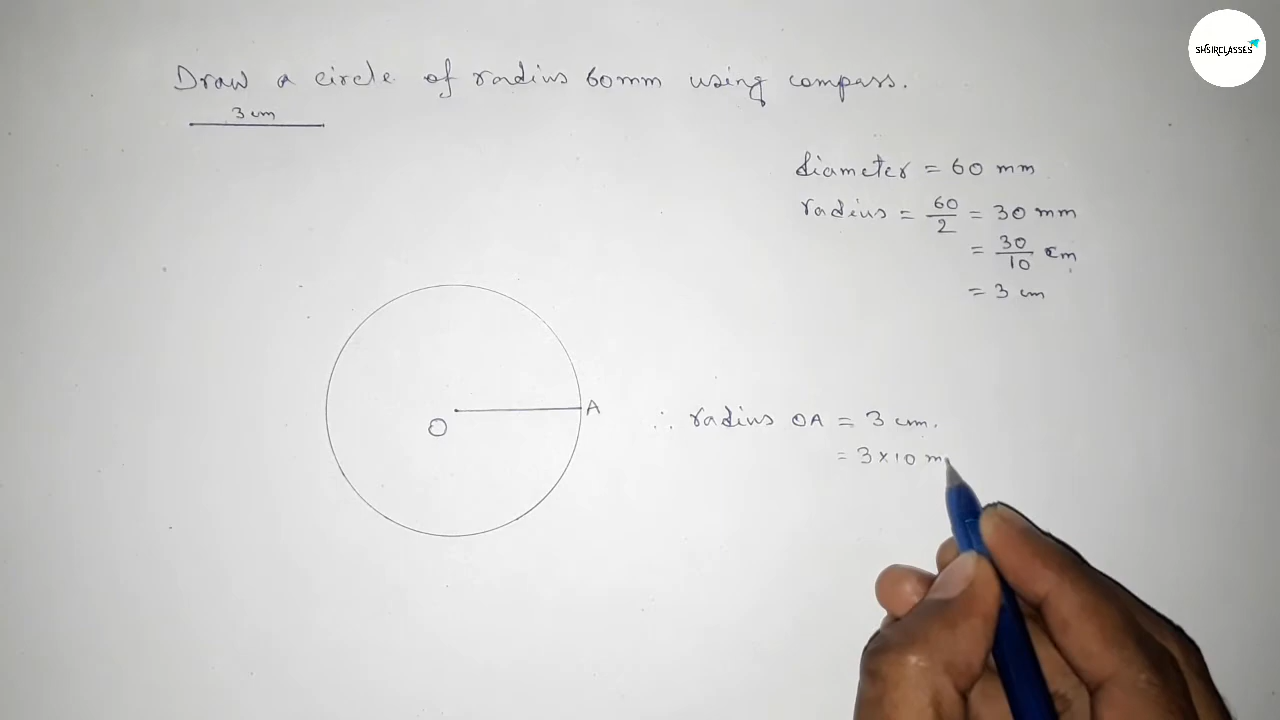 SHSIRCLASSES
Draw a circle of radius 60mm using compass.
3 cm
diameter = 60 mm
radius = 60/2 = 30 mm
= 30/10 cm
= 3 cm
O
A
∴ radius OA = 3 cm.
= 3×10 m